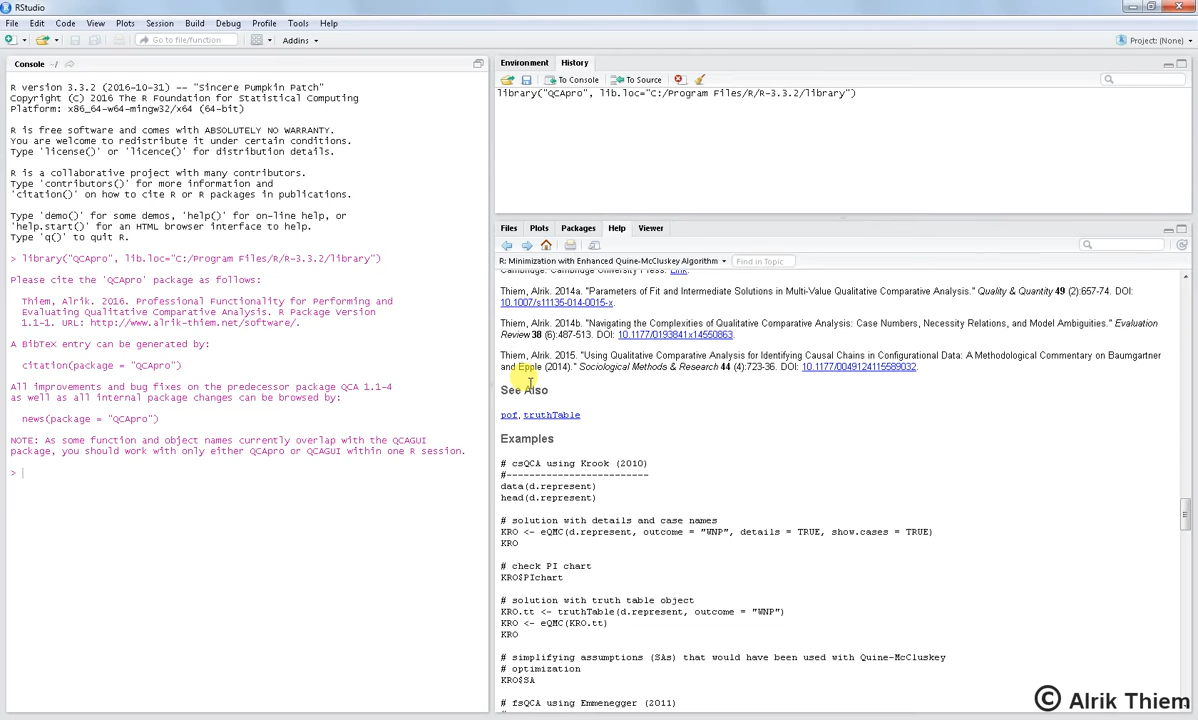 RStudio
File Edit Code View Plots Session Build Debug Profile Tools Help
Go to file/function Addins Project: (None)
Console ~/
R version 3.3.2 (2016-10-31) -- "Sincere Pumpkin Patch"
Copyright (C) 2016 The R Foundation for Statistical Computing
Platform: x86_64-w64-mingw32/x64 (64-bit)
R is free software and comes with ABSOLUTELY NO WARRANTY.
You are welcome to redistribute it under certain conditions.
Type 'license()' or 'licence()' for distribution details.
R is a collaborative project with many contributors.
Type 'contributors()' for more information and
'citation()' on how to cite R or R packages in publications.
Type 'demo()' for some demos, 'help()' for on-line help, or
'help.start()' for an HTML browser interface to help.
Type 'q()' to quit R.
> library("QCApro", lib.loc="C:/Program Files/R/R-3.3.2/library")
Please cite the 'QCApro' package as follows:
Thiem, Alrik. 2016. Professional Functionality for Performing and
Evaluating Qualitative Comparative Analysis. R Package Version
1.1-1. URL: http://www.alrik-thiem.net/software/.
A BibTeX entry can be generated by:
citation(package = "QCApro")
All improvements and bug fixes on the predecessor package QCA 1.1-4
as well as all internal package changes can be browsed by:
news(package = "QCApro")
NOTE: As some function and object names currently overlap with the QCAGUI
package, you should work with only either QCApro or QCAGUI within one R session.
>
Environment History
To Console To Source
library("QCApro", lib.loc="C:/Program Files/R/R-3.3.2/library")
Files Plots Packages Help Viewer
R: Minimization with Enhanced Quine-McCluskey Algorithm Find in Topic
Cambridge: Cambridge University Press. Link.
Thiem, Alrik. 2014a. "Parameters of Fit and Intermediate Solutions in Multi-Value Qualitative Comparative Analysis." Quality & Quantity 49 (2):657-74. DOI:
10.1007/s11135-014-0015-x.
Thiem, Alrik. 2014b. "Navigating the Complexities of Qualitative Comparative Analysis: Case Numbers, Necessity Relations, and Model Ambiguities." Evaluation
Review 38 (6):487-513. DOI: 10.1177/0193841x14550863.
Thiem, Alrik. 2015. "Using Qualitative Comparative Analysis for Identifying Causal Chains in Configurational Data: A Methodological Commentary on Baumgartner
and Epple (2014)." Sociological Methods & Research 44 (4):723-36. DOI: 10.1177/0049124115589032.
See Also
pof, truthTable
Examples
# csQCA using Krook (2010)
#-------------------------
data(d.represent)
head(d.represent)
# solution with details and case names
KRO <- eQMC(d.represent, outcome = "WNP", details = TRUE, show.cases = TRUE)
KRO
# check PI chart
KRO$PIchart
# solution with truth table object
KRO.tt <- truthTable(d.represent, outcome = "WNP")
KRO <- eQMC(KRO.tt)
KRO
# simplifying assumptions (SAs) that would have been used with Quine-McCluskey
# optimization
KRO$SA
# fsQCA using Emmenegger (2011)
© Alrik Thiem